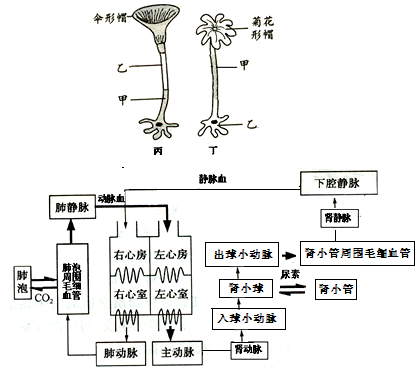 伞形帽
菊花
形帽
乙
甲
甲
乙
丙
丁
静脉血
下腔静脉
肺静脉
动脉血
肾静脉
肺泡
肺泡周围毛细血管
CO₂
右心房
左心房
右心室
左心室
出球小动脉
肾小管周围毛细血管
尿素
肾小球
肾小管
入球小动脉
肺动脉
主动脉
肾动脉